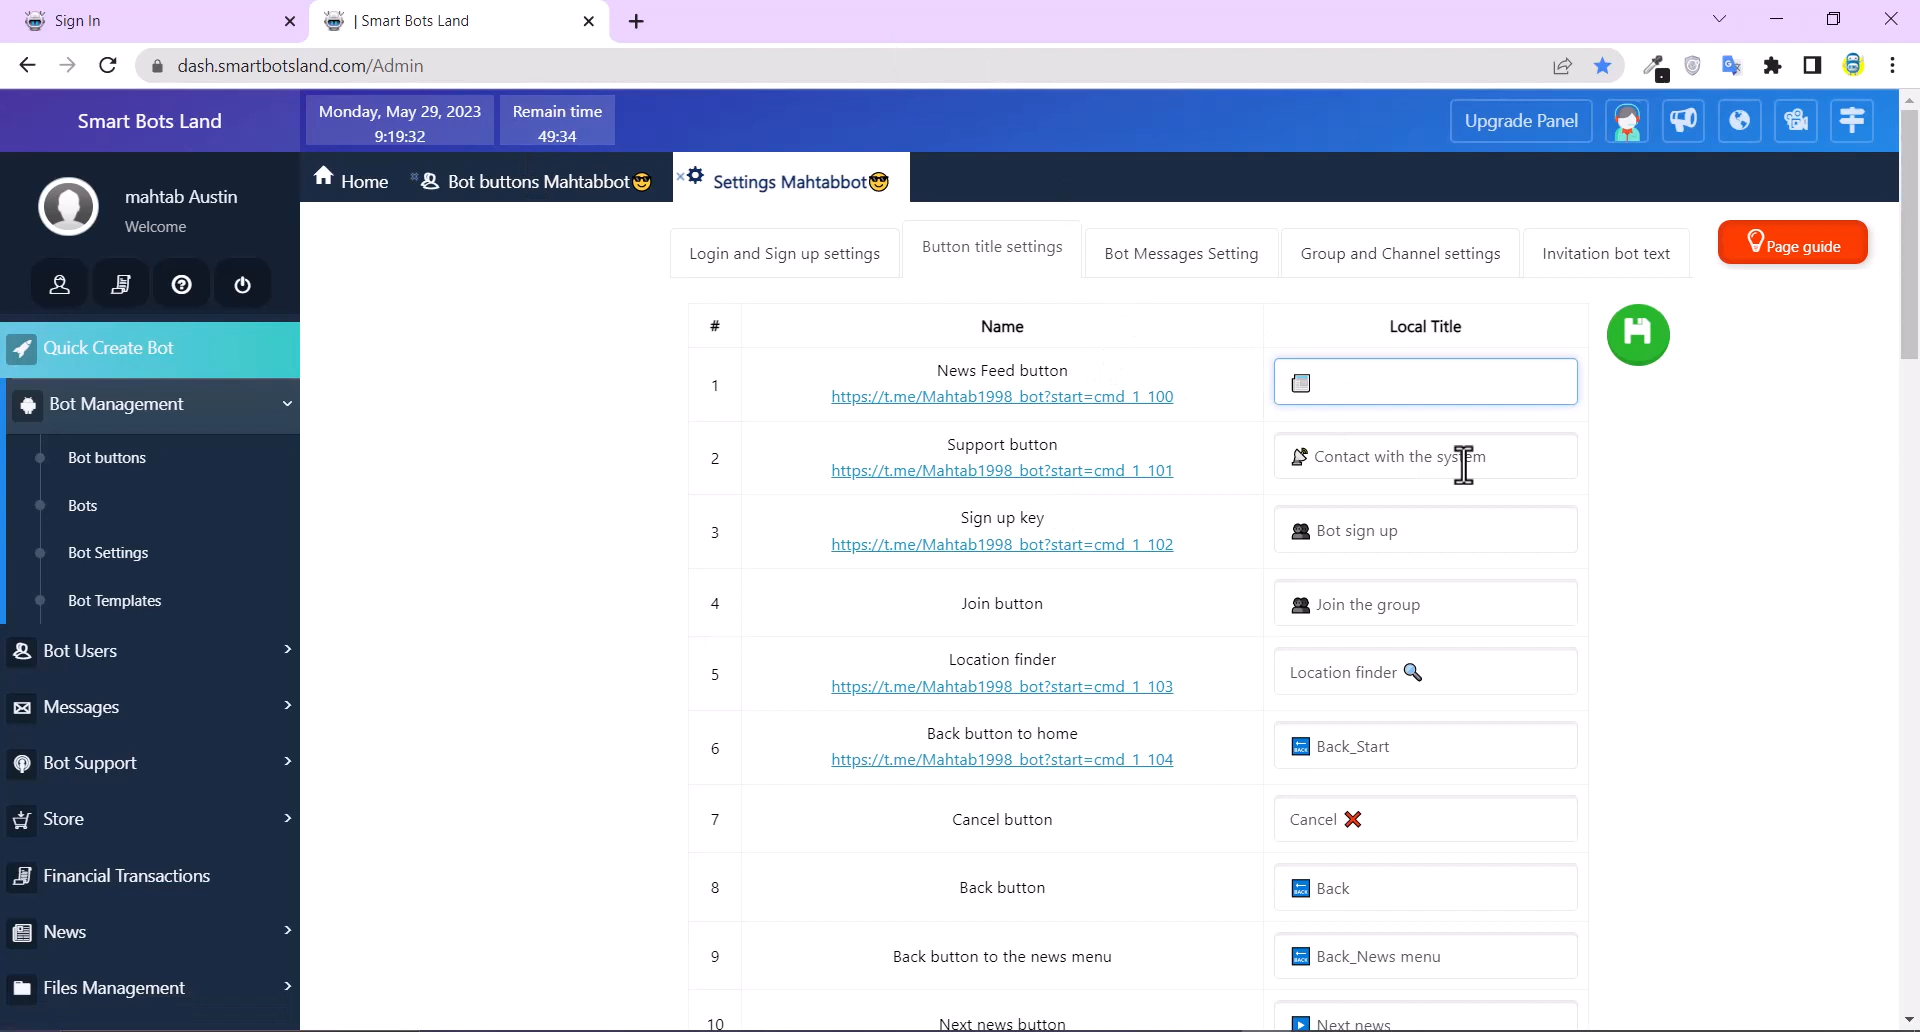 Sign In
| Smart Bots Land
dash.smartbotsland.com/Admin
Smart Bots Land
Monday, May 29, 2023
9:19:32
Remain time
49:34
Upgrade Panel
mahtab Austin
Welcome
Home
Bot buttons Mahtabbot😎
Settings Mahtabbot😎
Login and Sign up settings
Button title settings
Bot Messages Setting
Group and Channel settings
Invitation bot text
Page guide
Quick Create Bot
Bot Management
Bot buttons
Bots
Bot Settings
Bot Templates
Bot Users
Messages
Bot Support
Store
Financial Transactions
News
Files Management
# Name Local Title
1 News Feed button
https://t.me/Mahtab1998_bot?start=cmd_1_100
2 Support button
https://t.me/Mahtab1998_bot?start=cmd_1_101
Contact with the system
3 Sign up key
https://t.me/Mahtab1998_bot?start=cmd_1_102
Bot sign up
4 Join button
Join the group
5 Location finder
https://t.me/Mahtab1998_bot?start=cmd_1_103
Location finder
6 Back button to home
https://t.me/Mahtab1998_bot?start=cmd_1_104
Back_Start
7 Cancel button
Cancel
8 Back button
Back
9 Back button to the news menu
Back_News menu
10 Next news button
Next news